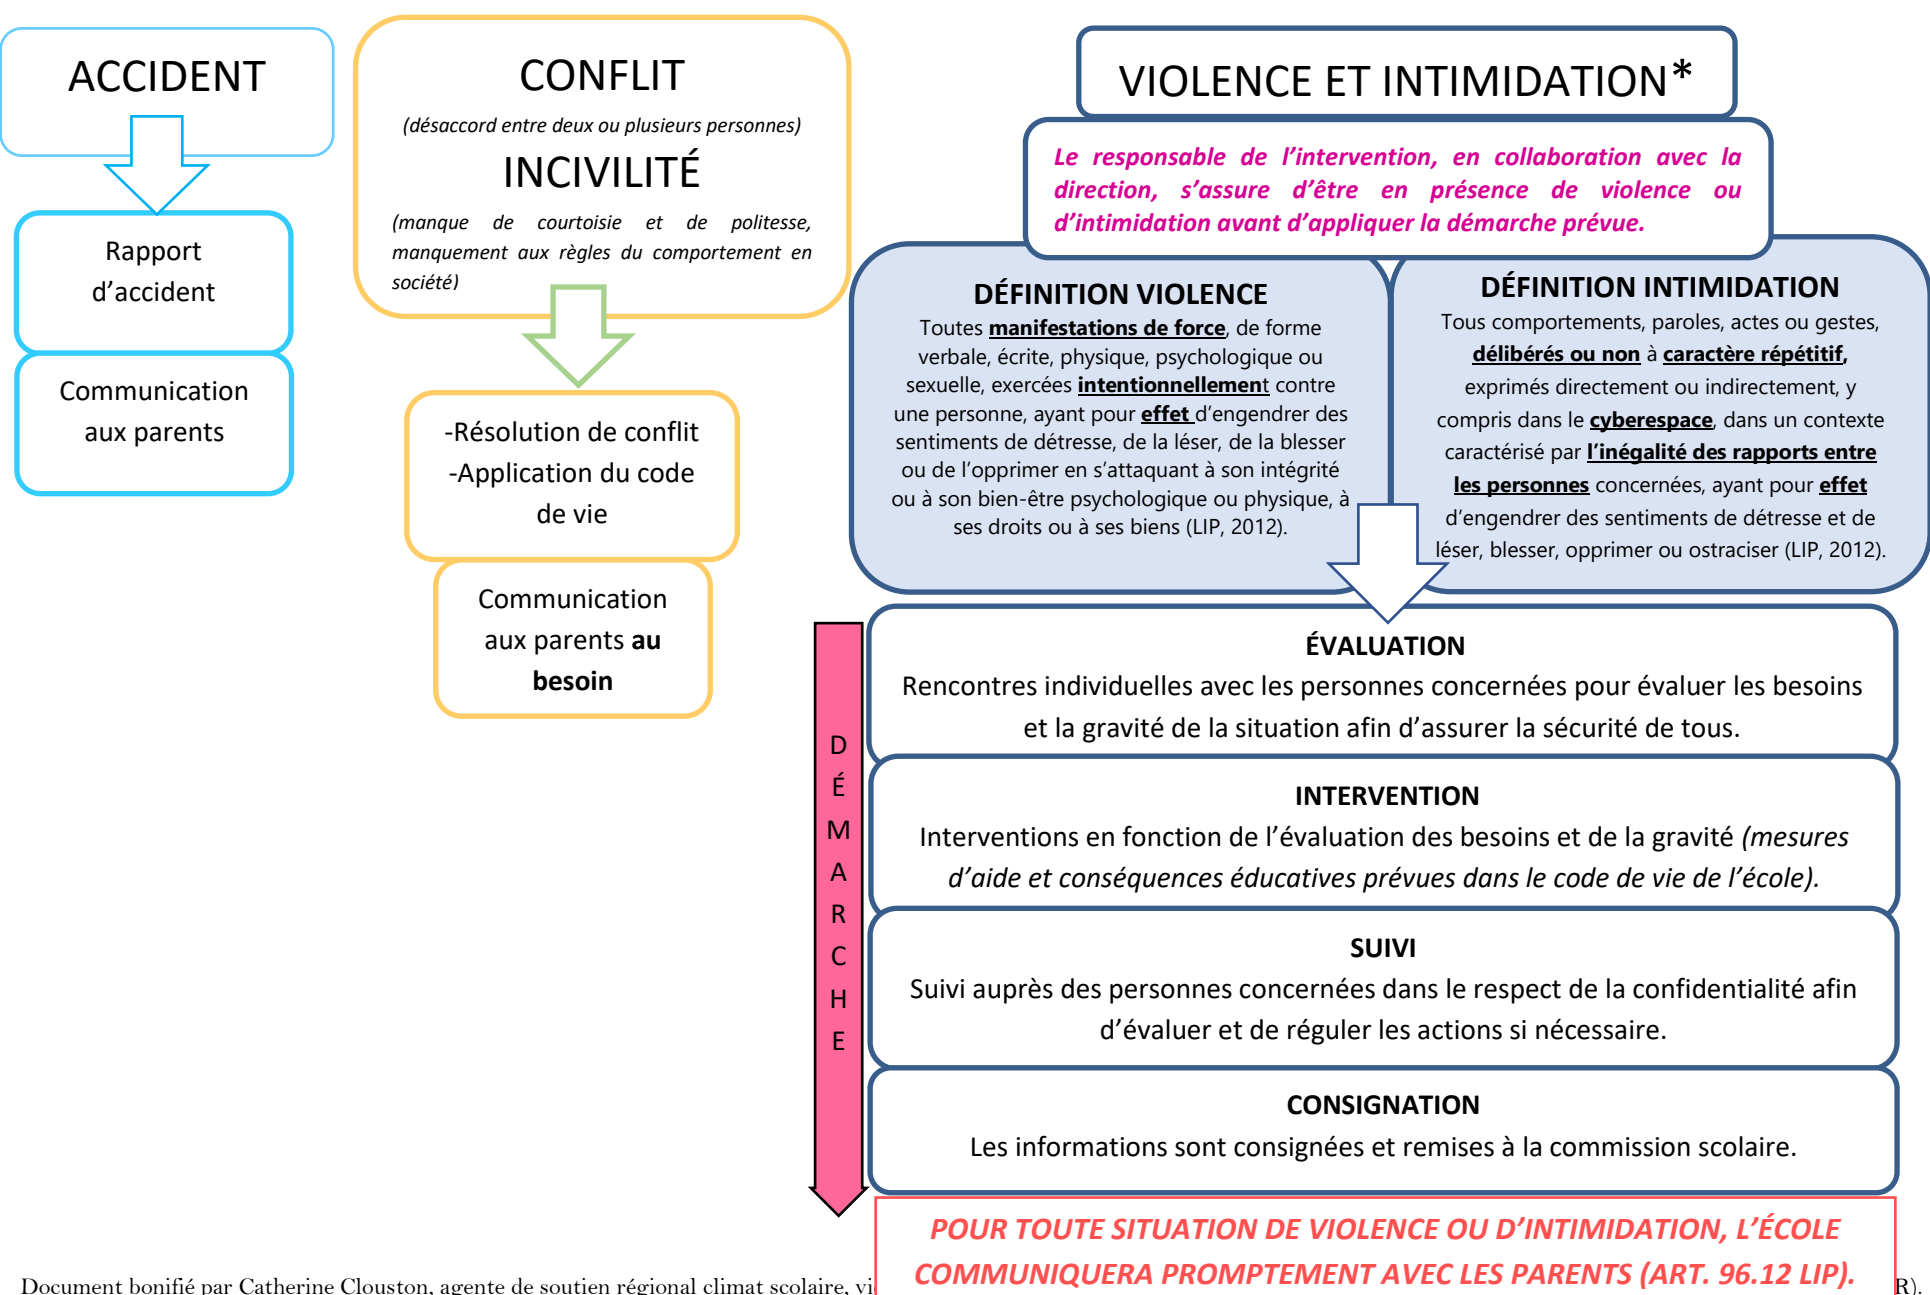 ACCIDENT
Rapport
d’accident
Communication
aux parents
CONFLIT
(désaccord entre deux ou plusieurs personnes)
INCIVILITÉ
(manque de courtoisie et de politesse,
manquement aux règles du comportement en
société)
-Résolution de conflit
-Application du code
de vie
Communication
aux parents au
besoin
VIOLENCE ET INTIMIDATION*
Le responsable de l’intervention, en collaboration avec la
direction, s’assure d’être en présence de violence ou
d’intimidation avant d’appliquer la démarche prévue.
DÉFINITION VIOLENCE
Toutes manifestations de force, de forme
verbale, écrite, physique, psychologique ou
sexuelle, exercées intentionnellement contre
une personne, ayant pour effet d’engendrer des
sentiments de détresse, de la léser, de la blesser
ou de l’opprimer en s’attaquant à son intégrité
ou à son bien-être psychologique ou physique, à
ses droits ou à ses biens (LIP, 2012).
DÉFINITION INTIMIDATION
Tous comportements, paroles, actes ou gestes,
délibérés ou non à caractère répétitif,
exprimés directement ou indirectement, y
compris dans le cyberespace, dans un contexte
caractérisé par l’inégalité des rapports entre
les personnes concernées, ayant pour effet
d’engendrer des sentiments de détresse et de
léser, blesser, opprimer ou ostraciser (LIP, 2012).
D
É
M
A
R
C
H
E
ÉVALUATION
Rencontres individuelles avec les personnes concernées pour évaluer les besoins
et la gravité de la situation afin d’assurer la sécurité de tous.
INTERVENTION
Interventions en fonction de l’évaluation des besoins et de la gravité (mesures
d’aide et conséquences éducatives prévues dans le code de vie de l’école).
SUIVI
Suivi auprès des personnes concernées dans le respect de la confidentialité afin
d’évaluer et de réguler les actions si nécessaire.
CONSIGNATION
Les informations sont consignées et remises à la commission scolaire.
POUR TOUTE SITUATION DE VIOLENCE OU D’INTIMIDATION, L’ÉCOLE
COMMUNIQUERA PROMPTEMENT AVEC LES PARENTS (ART. 96.12 LIP).
Document bonifié par Catherine Clouston, agente de soutien régional climat scolaire, R).